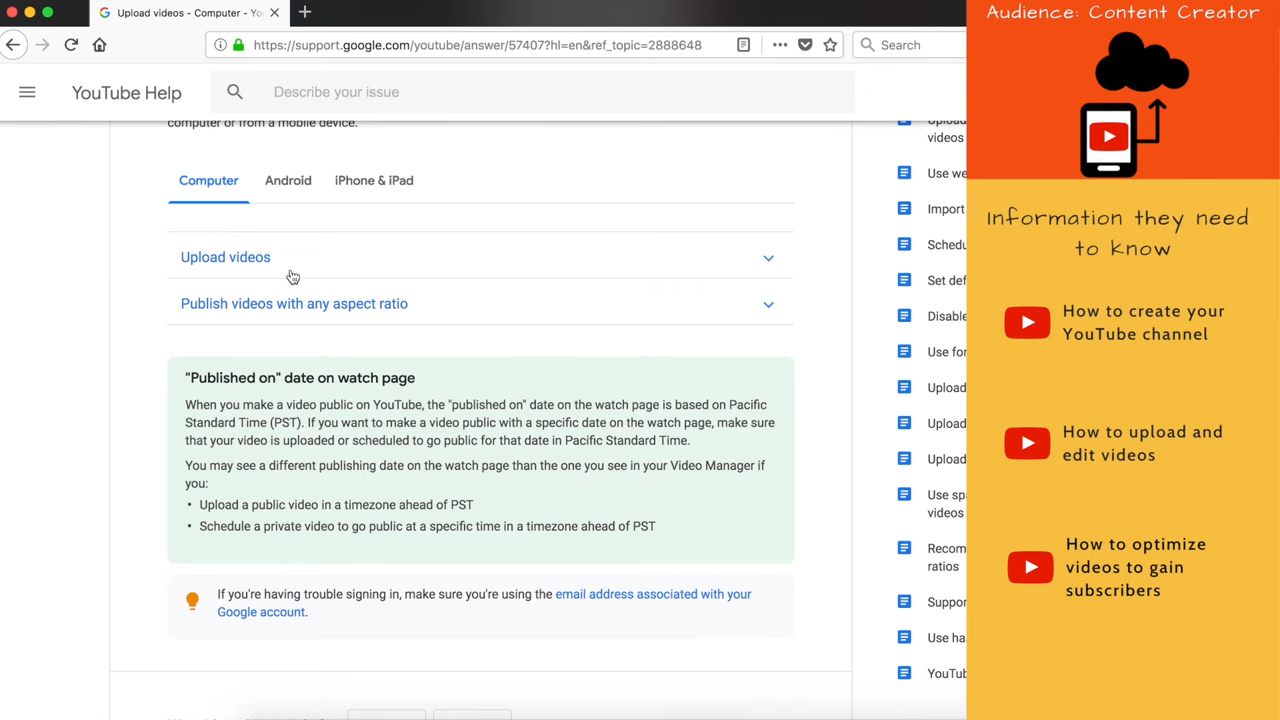 Upload videos - Computer - Yo
https://support.google.com/youtube/answer/57407?hl=en&ref_topic=2888648
Search
YouTube Help
Describe your issue
computer or from a mobile device.
Computer
Android
iPhone & iPad
Upload videos
Publish videos with any aspect ratio
"Published on" date on watch page
When you make a video public on YouTube, the "published on" date on the watch page is based on Pacific
Standard Time (PST). If you want to make a video public with a specific date on the watch page, make sure
that your video is uploaded or scheduled to go public for that date in Pacific Standard Time.
You may see a different publishing date on the watch page than the one you see in your Video Manager if
you:
• Upload a public video in a timezone ahead of PST
• Schedule a private video to go public at a specific time in a timezone ahead of PST
If you're having trouble signing in, make sure you're using the email address associated with your
Google account.
videos
Use we
Import
Schedu
Set def
Disable
Use for
Upload
Upload
Upload
Use spa
videos
Recom
ratios
Suppor
Use ha
YouTub
Audience: Content Creator
Information they need
to know
How to create your
YouTube channel
How to upload and
edit videos
How to optimize
videos to gain
subscribers